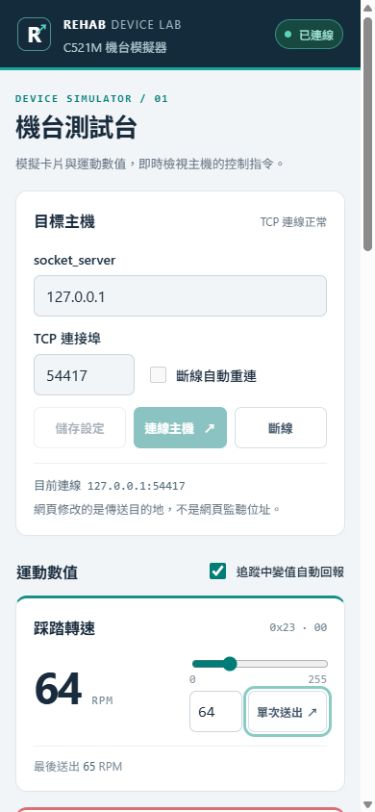 R
REHAB DEVICE LAB
C521M 機台模擬器
已連線
DEVICE SIMULATOR / 01
機台測試台
模擬卡片與運動數值，即時檢視主機的控制指令。
目標主機
TCP 連線正常
socket_server
127.0.0.1
TCP 連接埠
54417
斷線自動重連
儲存設定
連線主機 ↗
斷線
目前連線 127.0.0.1:54417
網頁修改的是傳送目的地，不是網頁監聽位址。
運動數值
追蹤中變值自動回報
踩踏轉速
0x23 · 00
64 RPM
0
255
64
單次送出 ↗
最後送出 65 RPM